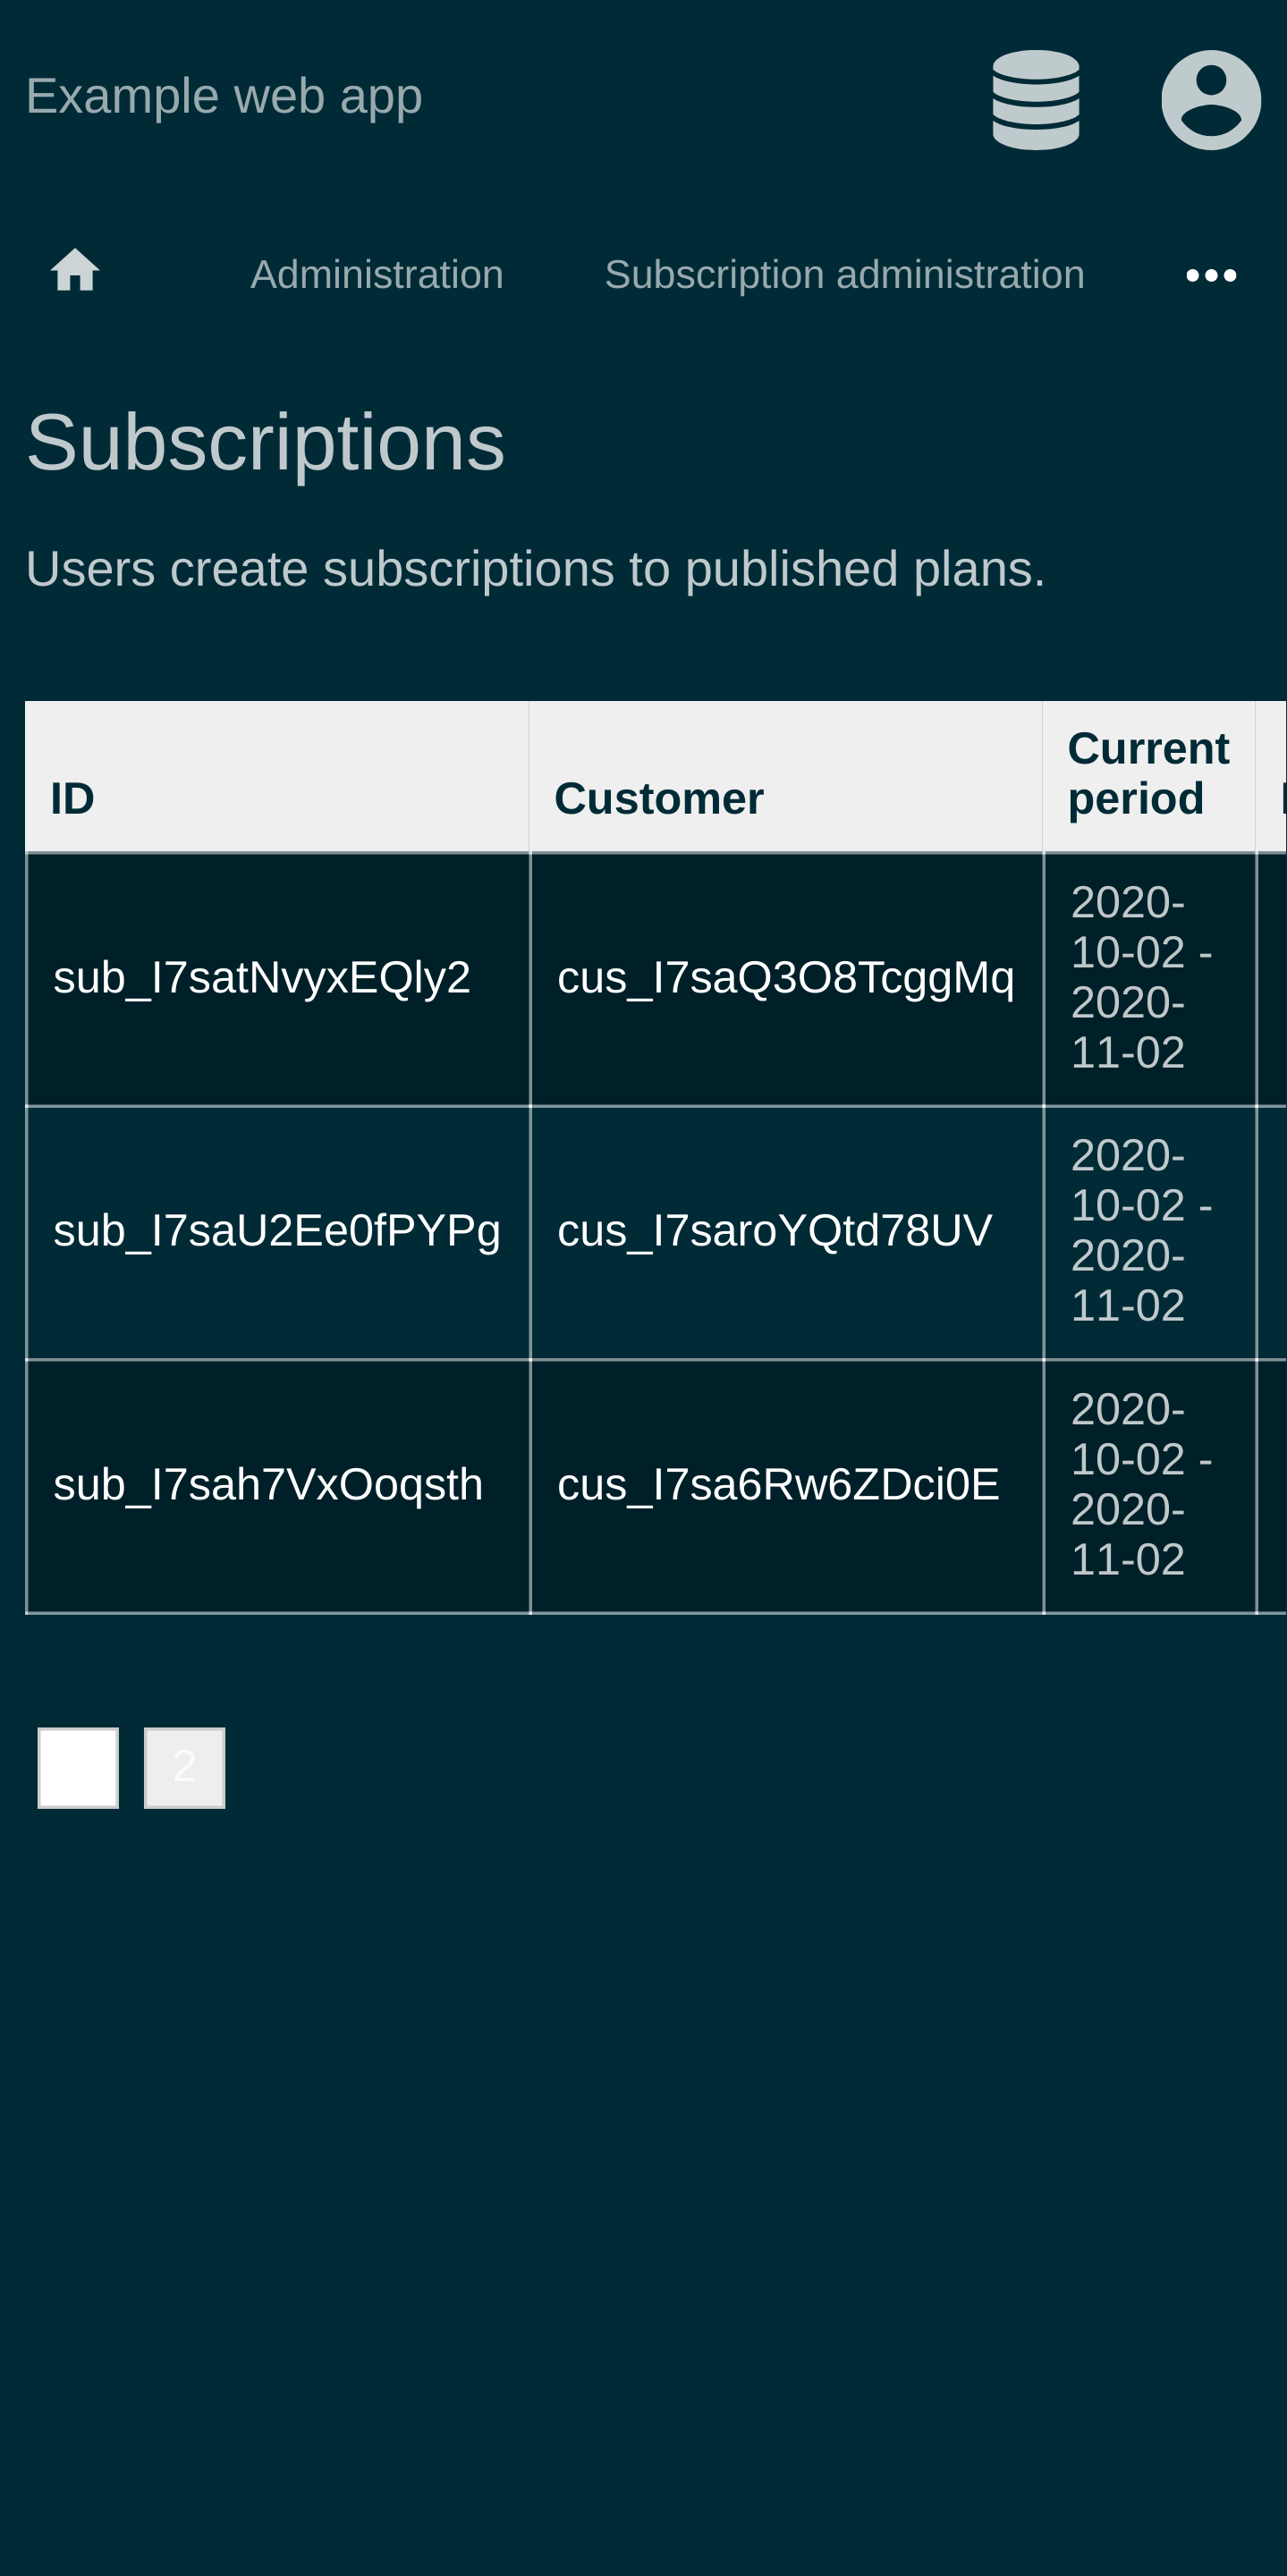 Example web app
Administration
Subscription administration
Subscriptions
Users create subscriptions to published plans.
ID
Customer
Current
period
sub_I7satNvyxEQly2
cus_I7saQ3O8TcggMq
2020-
10-02 -
2020-
11-02
sub_I7saU2Ee0fPYPg
cus_I7saroYQtd78UV
2020-
10-02 -
2020-
11-02
sub_I7sah7VxOoqsth
cus_I7sa6Rw6ZDci0E
2020-
10-02 -
2020-
11-02
2